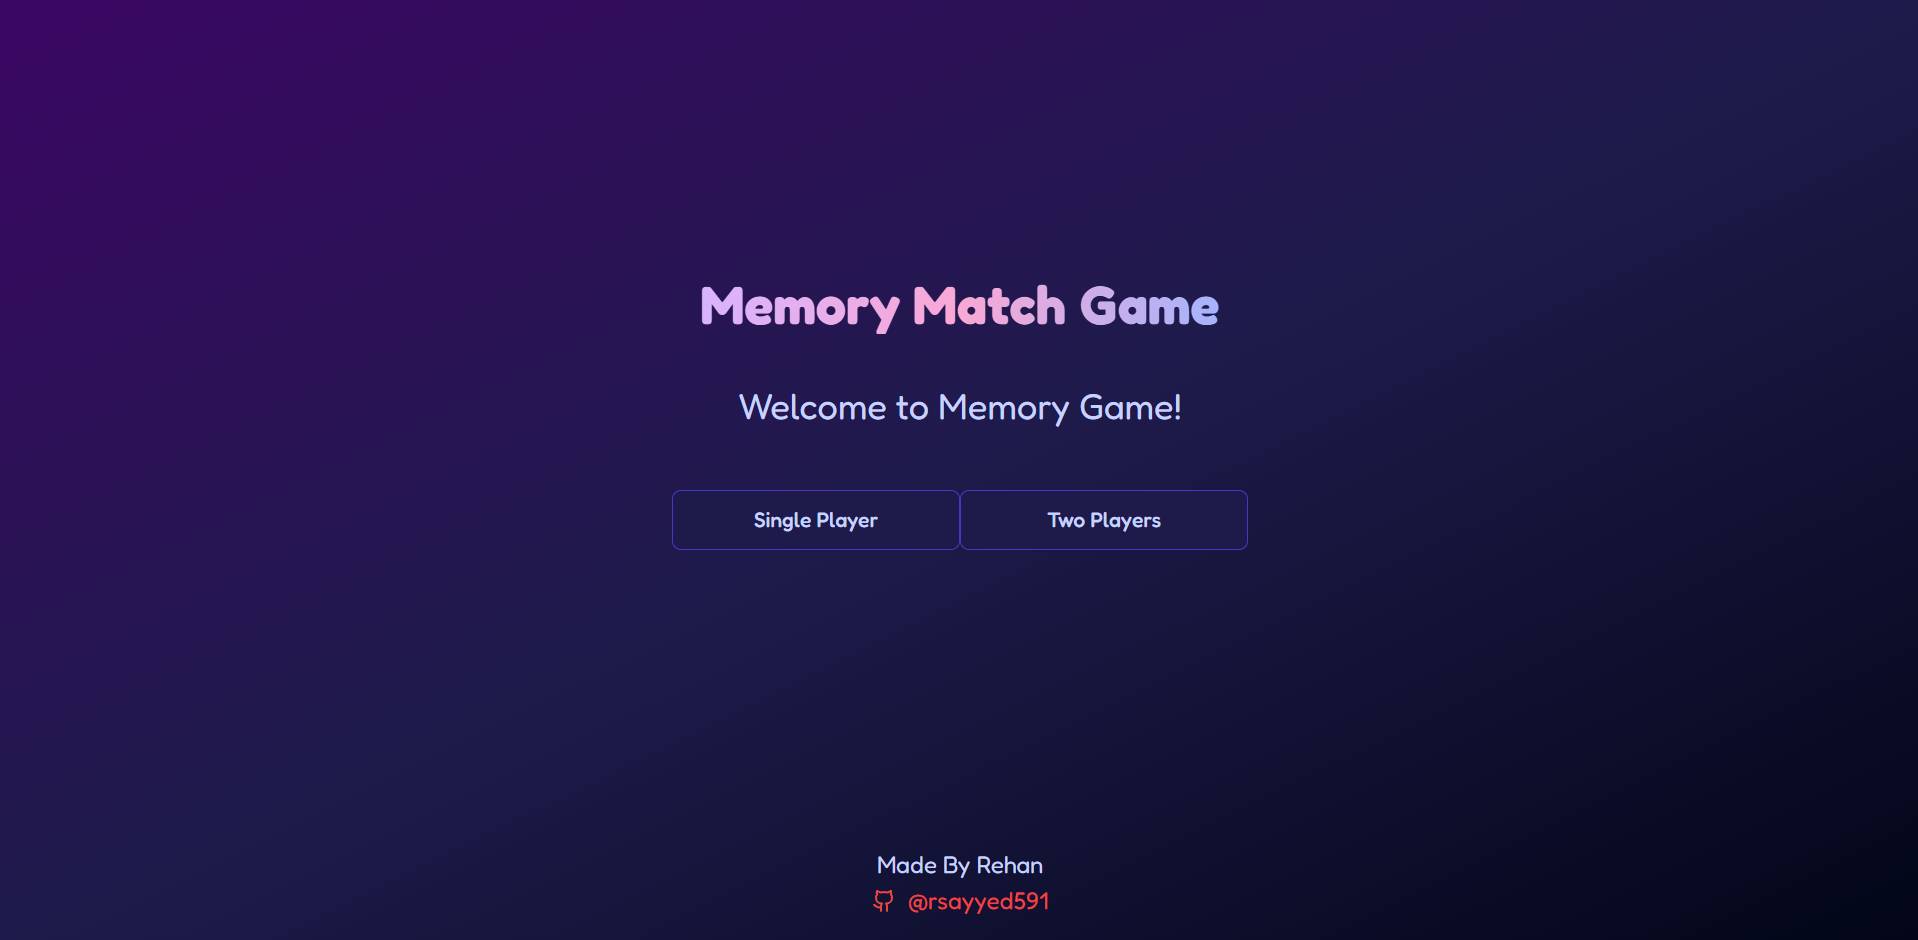 Memory Match Game
Welcome to Memory Game!
Single Player
Two Players
Made By Rehan
@rsayyed591